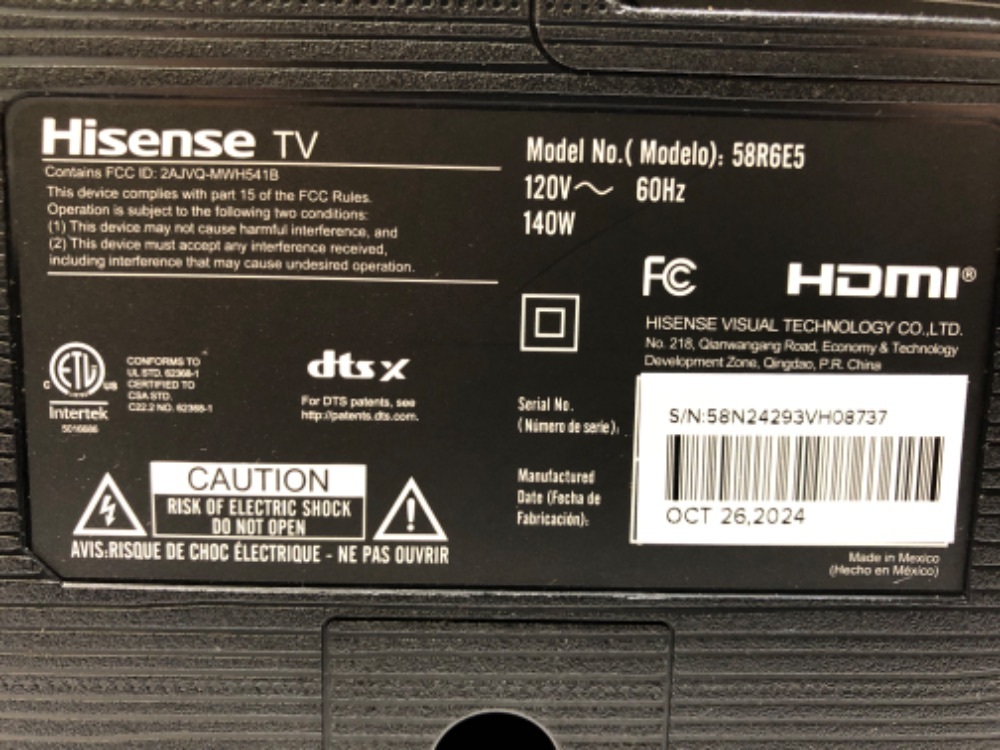 Hisense TV
Contains FCC ID: 2AJVQ-MWH541B
This device complies with part 15 of the FCC Rules.
Operation is subject to the following two conditions:
(1) This device may not cause harmful interference, and
(2) This device must accept any interference received,
including interference that may cause undesired operation.
Model No.( Modelo): 58R6E5
120V~ 60Hz
140W
FC
HDMI®
HISENSE VISUAL TECHNOLOGY CO.,LTD.
No. 218, Qianwangang Road, Economy & Technology
Development Zone, Qingdao, P.R. China
C ETL US
Intertek
5016686
CONFORMS TO
UL STD. 62368-1
CERTIFIED TO
CSA STD.
C22.2 NO. 62368-1
dts x
For DTS patents, see
http://patents.dts.com.
CAUTION
RISK OF ELECTRIC SHOCK
DO NOT OPEN
AVIS:RISQUE DE CHOC ÉLECTRIQUE - NE PAS OUVRIR
Serial No.
(Número de serie):
S/N:58N24293VH08737
Manufactured
Date (Fecha de
Fabricación):
OCT 26,2024
Made in Mexico
(Hecho en México)